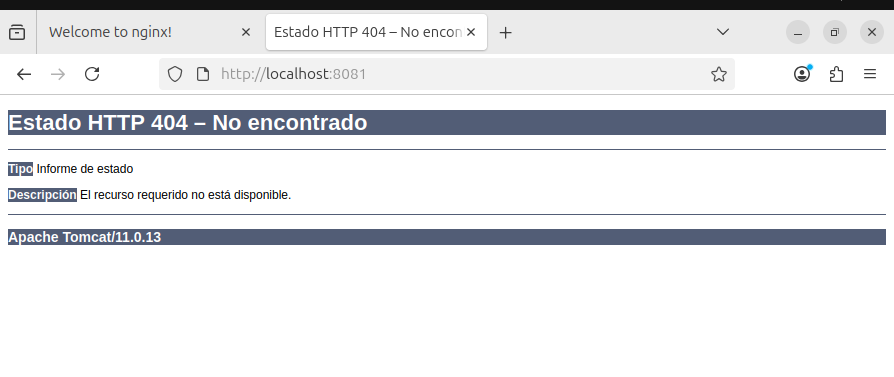 Welcome to nginx!
Estado HTTP 404 – No encon
http://localhost:8081
Estado HTTP 404 – No encontrado
Tipo Informe de estado
Descripción El recurso requerido no está disponible.
Apache Tomcat/11.0.13